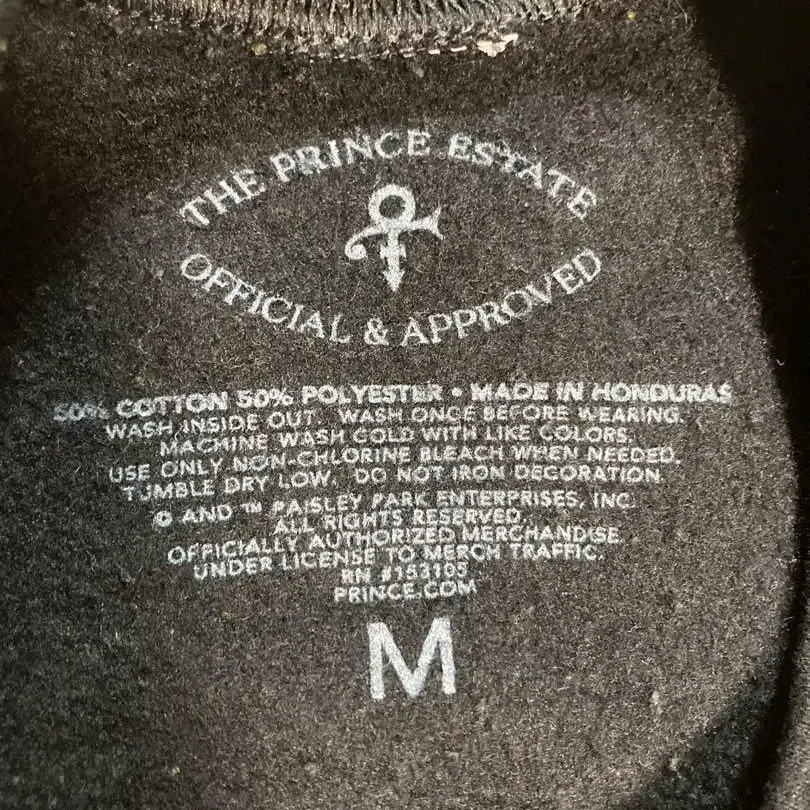 THE PRINCE ESTATE
OFFICIAL & APPROVED
50% COTTON 50% POLYESTER • MADE IN HONDURAS
WASH INSIDE OUT. WASH ONCE BEFORE WEARING.
MACHINE WASH COLD WITH LIKE COLORS.
USE ONLY NON-CHLORINE BLEACH WHEN NEEDED.
TUMBLE DRY LOW. DO NOT IRON DECORATION.
© AND ™ PAISLEY PARK ENTERPRISES, INC.
ALL RIGHTS RESERVED.
OFFICIALLY AUTHORIZED MERCHANDISE.
UNDER LICENSE TO MERCH TRAFFIC.
RN #153105
PRINCE.COM
M